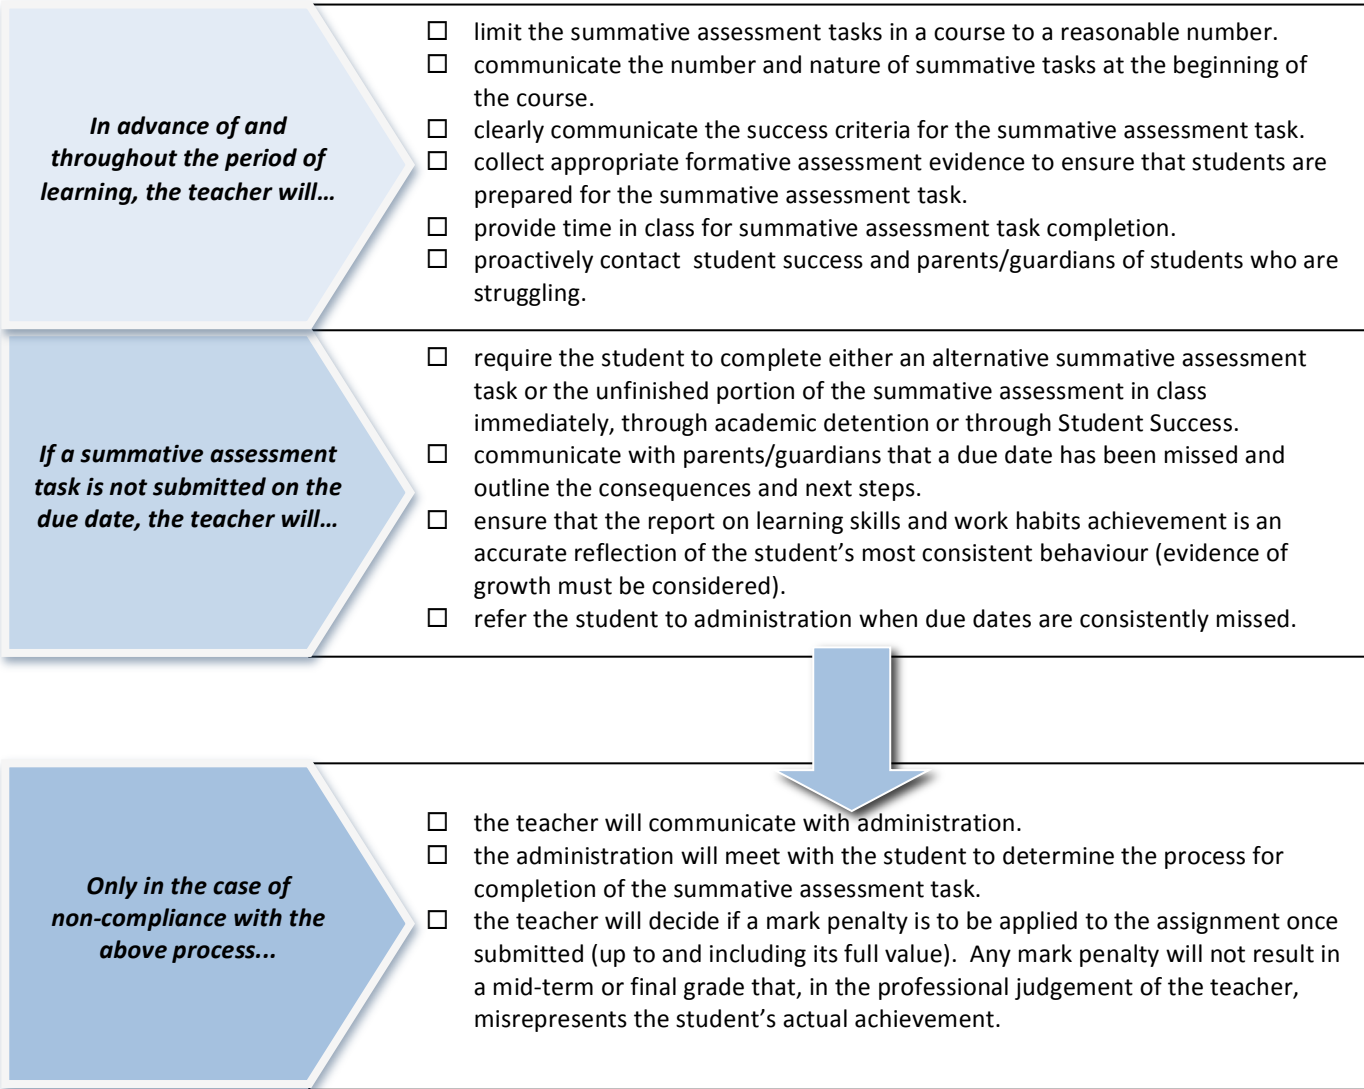 In advance of and
throughout the period of
learning, the teacher will…
☐ limit the summative assessment tasks in a course to a reasonable number.
☐ communicate the number and nature of summative tasks at the beginning of
the course.
☐ clearly communicate the success criteria for the summative assessment task.
☐ collect appropriate formative assessment evidence to ensure that students are
prepared for the summative assessment task.
☐ provide time in class for summative assessment task completion.
☐ proactively contact  student success and parents/guardians of students who are
struggling.
If a summative assessment
task is not submitted on the
due date, the teacher will…
☐ require the student to complete either an alternative summative assessment
task or the unfinished portion of the summative assessment in class
immediately, through academic detention or through Student Success.
☐ communicate with parents/guardians that a due date has been missed and
outline the consequences and next steps.
☐ ensure that the report on learning skills and work habits achievement is an
accurate reflection of the student’s most consistent behaviour (evidence of
growth must be considered).
☐ refer the student to administration when due dates are consistently missed.
Only in the case of
non-compliance with the
above process...
☐ the teacher will communicate with administration.
☐ the administration will meet with the student to determine the process for
completion of the summative assessment task.
☐ the teacher will decide if a mark penalty is to be applied to the assignment once
submitted (up to and including its full value).  Any mark penalty will not result in
a mid-term or final grade that, in the professional judgement of the teacher,
misrepresents the student’s actual achievement.